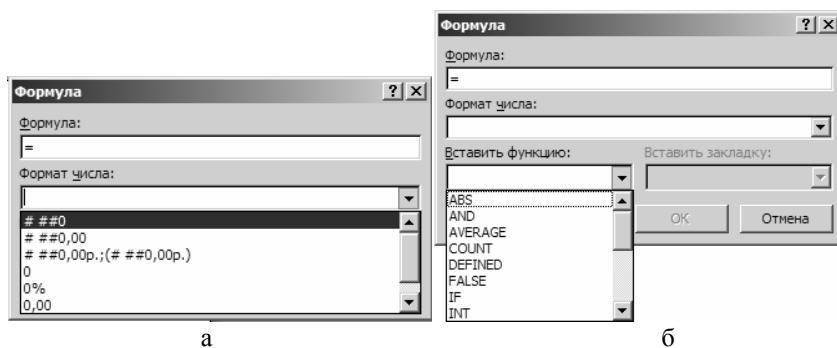 Формула
Формула:
=
Формат числа:
# ##0
# ##0,00
# ##0,00р.;(# ##0,00р.)
0
0%
0,00
а
Формула
Формула:
=
Формат числа:
Вставить функцию:
Вставить закладку:
ABS
AND
AVERAGE
COUNT
DEFINED
FALSE
IF
INT
ОК
Отмена
б